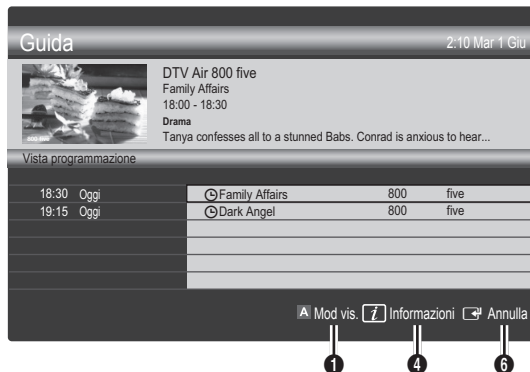 Guida 2:10 Mar 1 Giu
DTV Air 800 five
Family Affairs
18:00 - 18:30
Drama
Tanya confesses all to a stunned Babs. Conrad is anxious to hear...
Vista programmazione
18:30 Oggi Family Affairs 800 five
19:15 Oggi Dark Angel 800 five
A Mod vis. i Informazioni Annulla
1 4 6